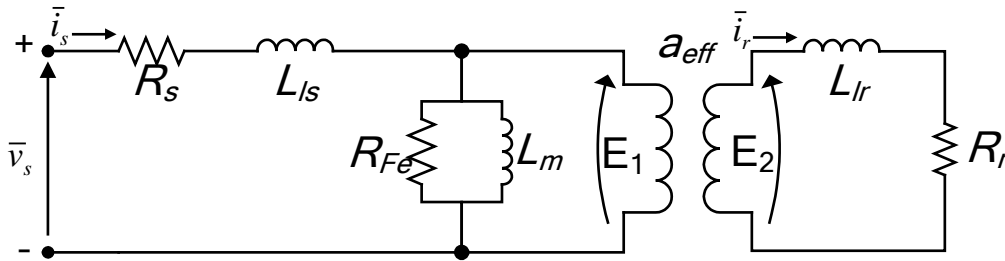 i̅s
+
Rs
Lls
v̅s
-
RFe
Lm
E1
aeff
E2
i̅r
Llr
Rr